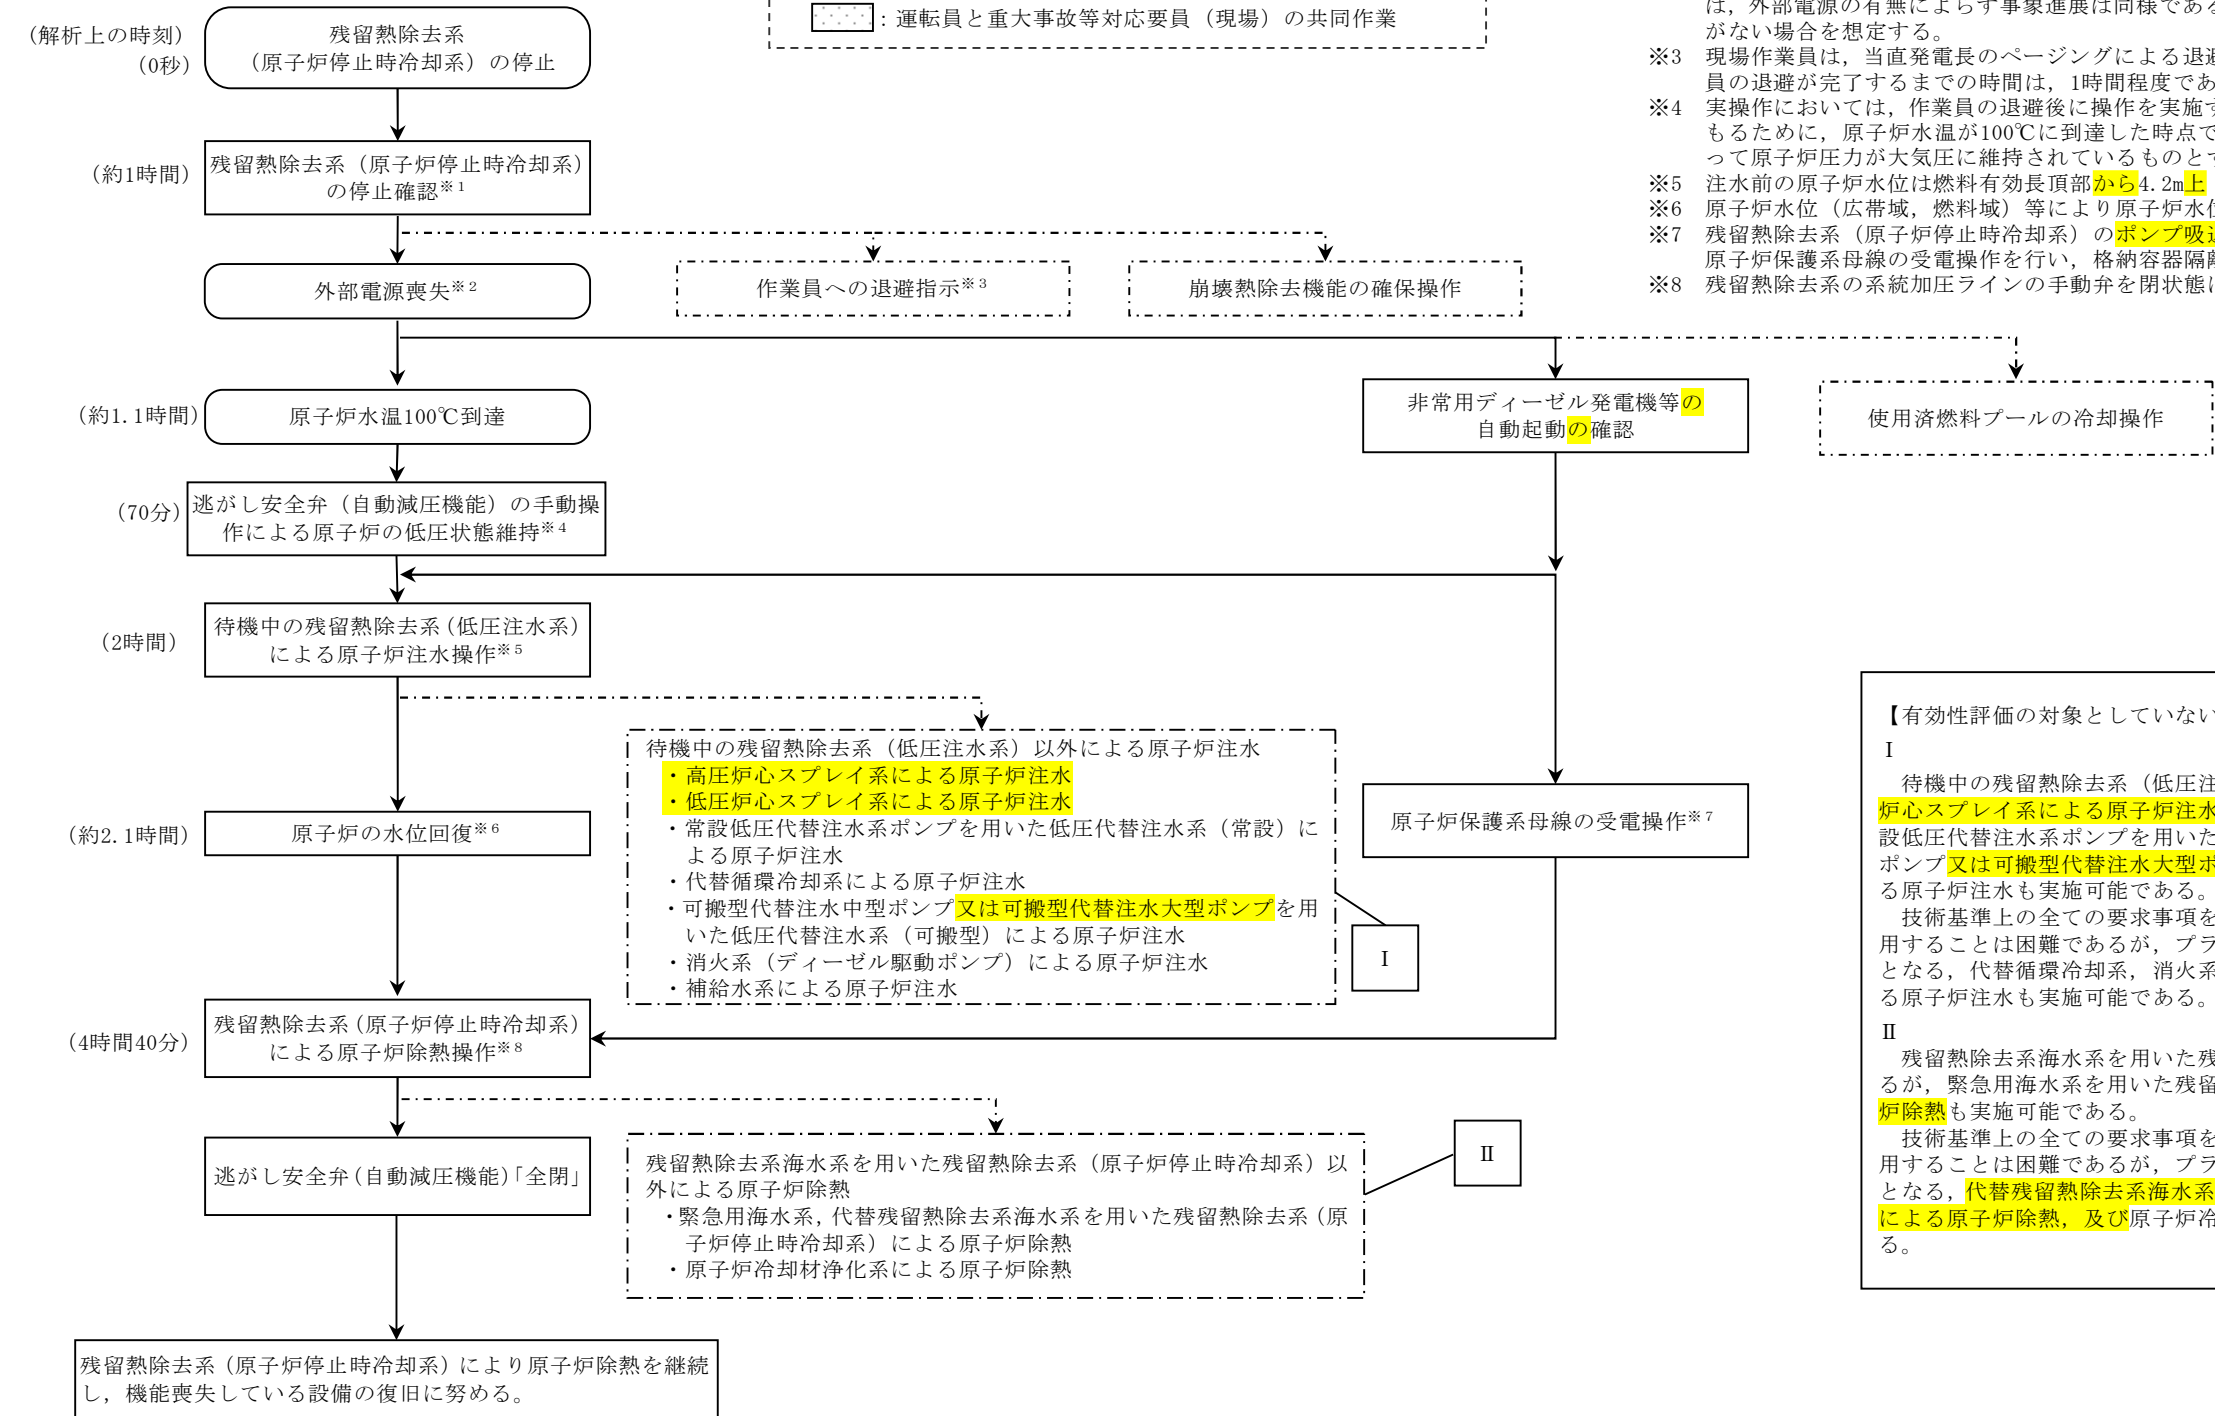 ：運転員と重大事故等対応要員（現場）の共同作業
は，外部電源の有無によらず事象進展は同様である
がない場合を想定する。
※3 現場作業員は，当直発電長のページングによる退避
員の退避が完了するまでの時間は，1時間程度であ
※4 実操作においては，作業員の退避後に操作を実施す
もるために，原子炉水温が100℃に到達した時点で
って原子炉圧力が大気圧に維持されているものとす
※5 注水前の原子炉水位は燃料有効長頂部から4.2m上
※6 原子炉水位（広帯域，燃料域）等により原子炉水位
※7 残留熱除去系（原子炉停止時冷却系）のポンプ吸込
原子炉保護系母線の受電操作を行い，格納容器隔離
※8 残留熱除去系の系統加圧ラインの手動弁を閉状態に
（解析上の時刻）
（0秒）
残留熱除去系
（原子炉停止時冷却系）の停止
（約1時間）
残留熱除去系（原子炉停止時冷却系）
の停止確認※1
外部電源喪失※2
作業員への退避指示※3
崩壊熱除去機能の確保操作
（約1.1時間）
原子炉水温100℃到達
非常用ディーゼル発電機等の
自動起動の確認
使用済燃料プールの冷却操作
（70分）
逃がし安全弁（自動減圧機能）の手動操
作による原子炉の低圧状態維持※4
（2時間）
待機中の残留熱除去系（低圧注水系）
による原子炉注水操作※5
待機中の残留熱除去系（低圧注水系）以外による原子炉注水
・高圧炉心スプレイ系による原子炉注水
・低圧炉心スプレイ系による原子炉注水
・常設低圧代替注水系ポンプを用いた低圧代替注水系（常設）に
よる原子炉注水
・代替循環冷却系による原子炉注水
・可搬型代替注水中型ポンプ又は可搬型代替注水大型ポンプを用
いた低圧代替注水系（可搬型）による原子炉注水
・消火系（ディーゼル駆動ポンプ）による原子炉注水
・補給水系による原子炉注水
Ⅰ
（約2.1時間）
原子炉の水位回復※6
原子炉保護系母線の受電操作※7
（4時間40分）
残留熱除去系（原子炉停止時冷却系）
による原子炉除熱操作※8
逃がし安全弁（自動減圧機能）「全閉」
残留熱除去系海水系を用いた残留熱除去系（原子炉停止時冷却系）以
外による原子炉除熱
・緊急用海水系，代替残留熱除去系海水系を用いた残留熱除去系（原
子炉停止時冷却系）による原子炉除熱
・原子炉冷却材浄化系による原子炉除熱
Ⅱ
残留熱除去系（原子炉停止時冷却系）により原子炉除熱を継続
し，機能喪失している設備の復旧に努める。
【有効性評価の対象としていない
Ⅰ
待機中の残留熱除去系（低圧注
炉心スプレイ系による原子炉注水
設低圧代替注水系ポンプを用いた
ポンプ又は可搬型代替注水大型ポ
る原子炉注水も実施可能である。
技術基準上の全ての要求事項を
用することは困難であるが，プラ
となる，代替循環冷却系，消火系
る原子炉注水も実施可能である。
Ⅱ
残留熱除去系海水系を用いた残
るが，緊急用海水系を用いた残留
炉除熱も実施可能である。
技術基準上の全ての要求事項を
用することは困難であるが，プラ
となる，代替残留熱除去系海水系
による原子炉除熱，及び原子炉冷
る。